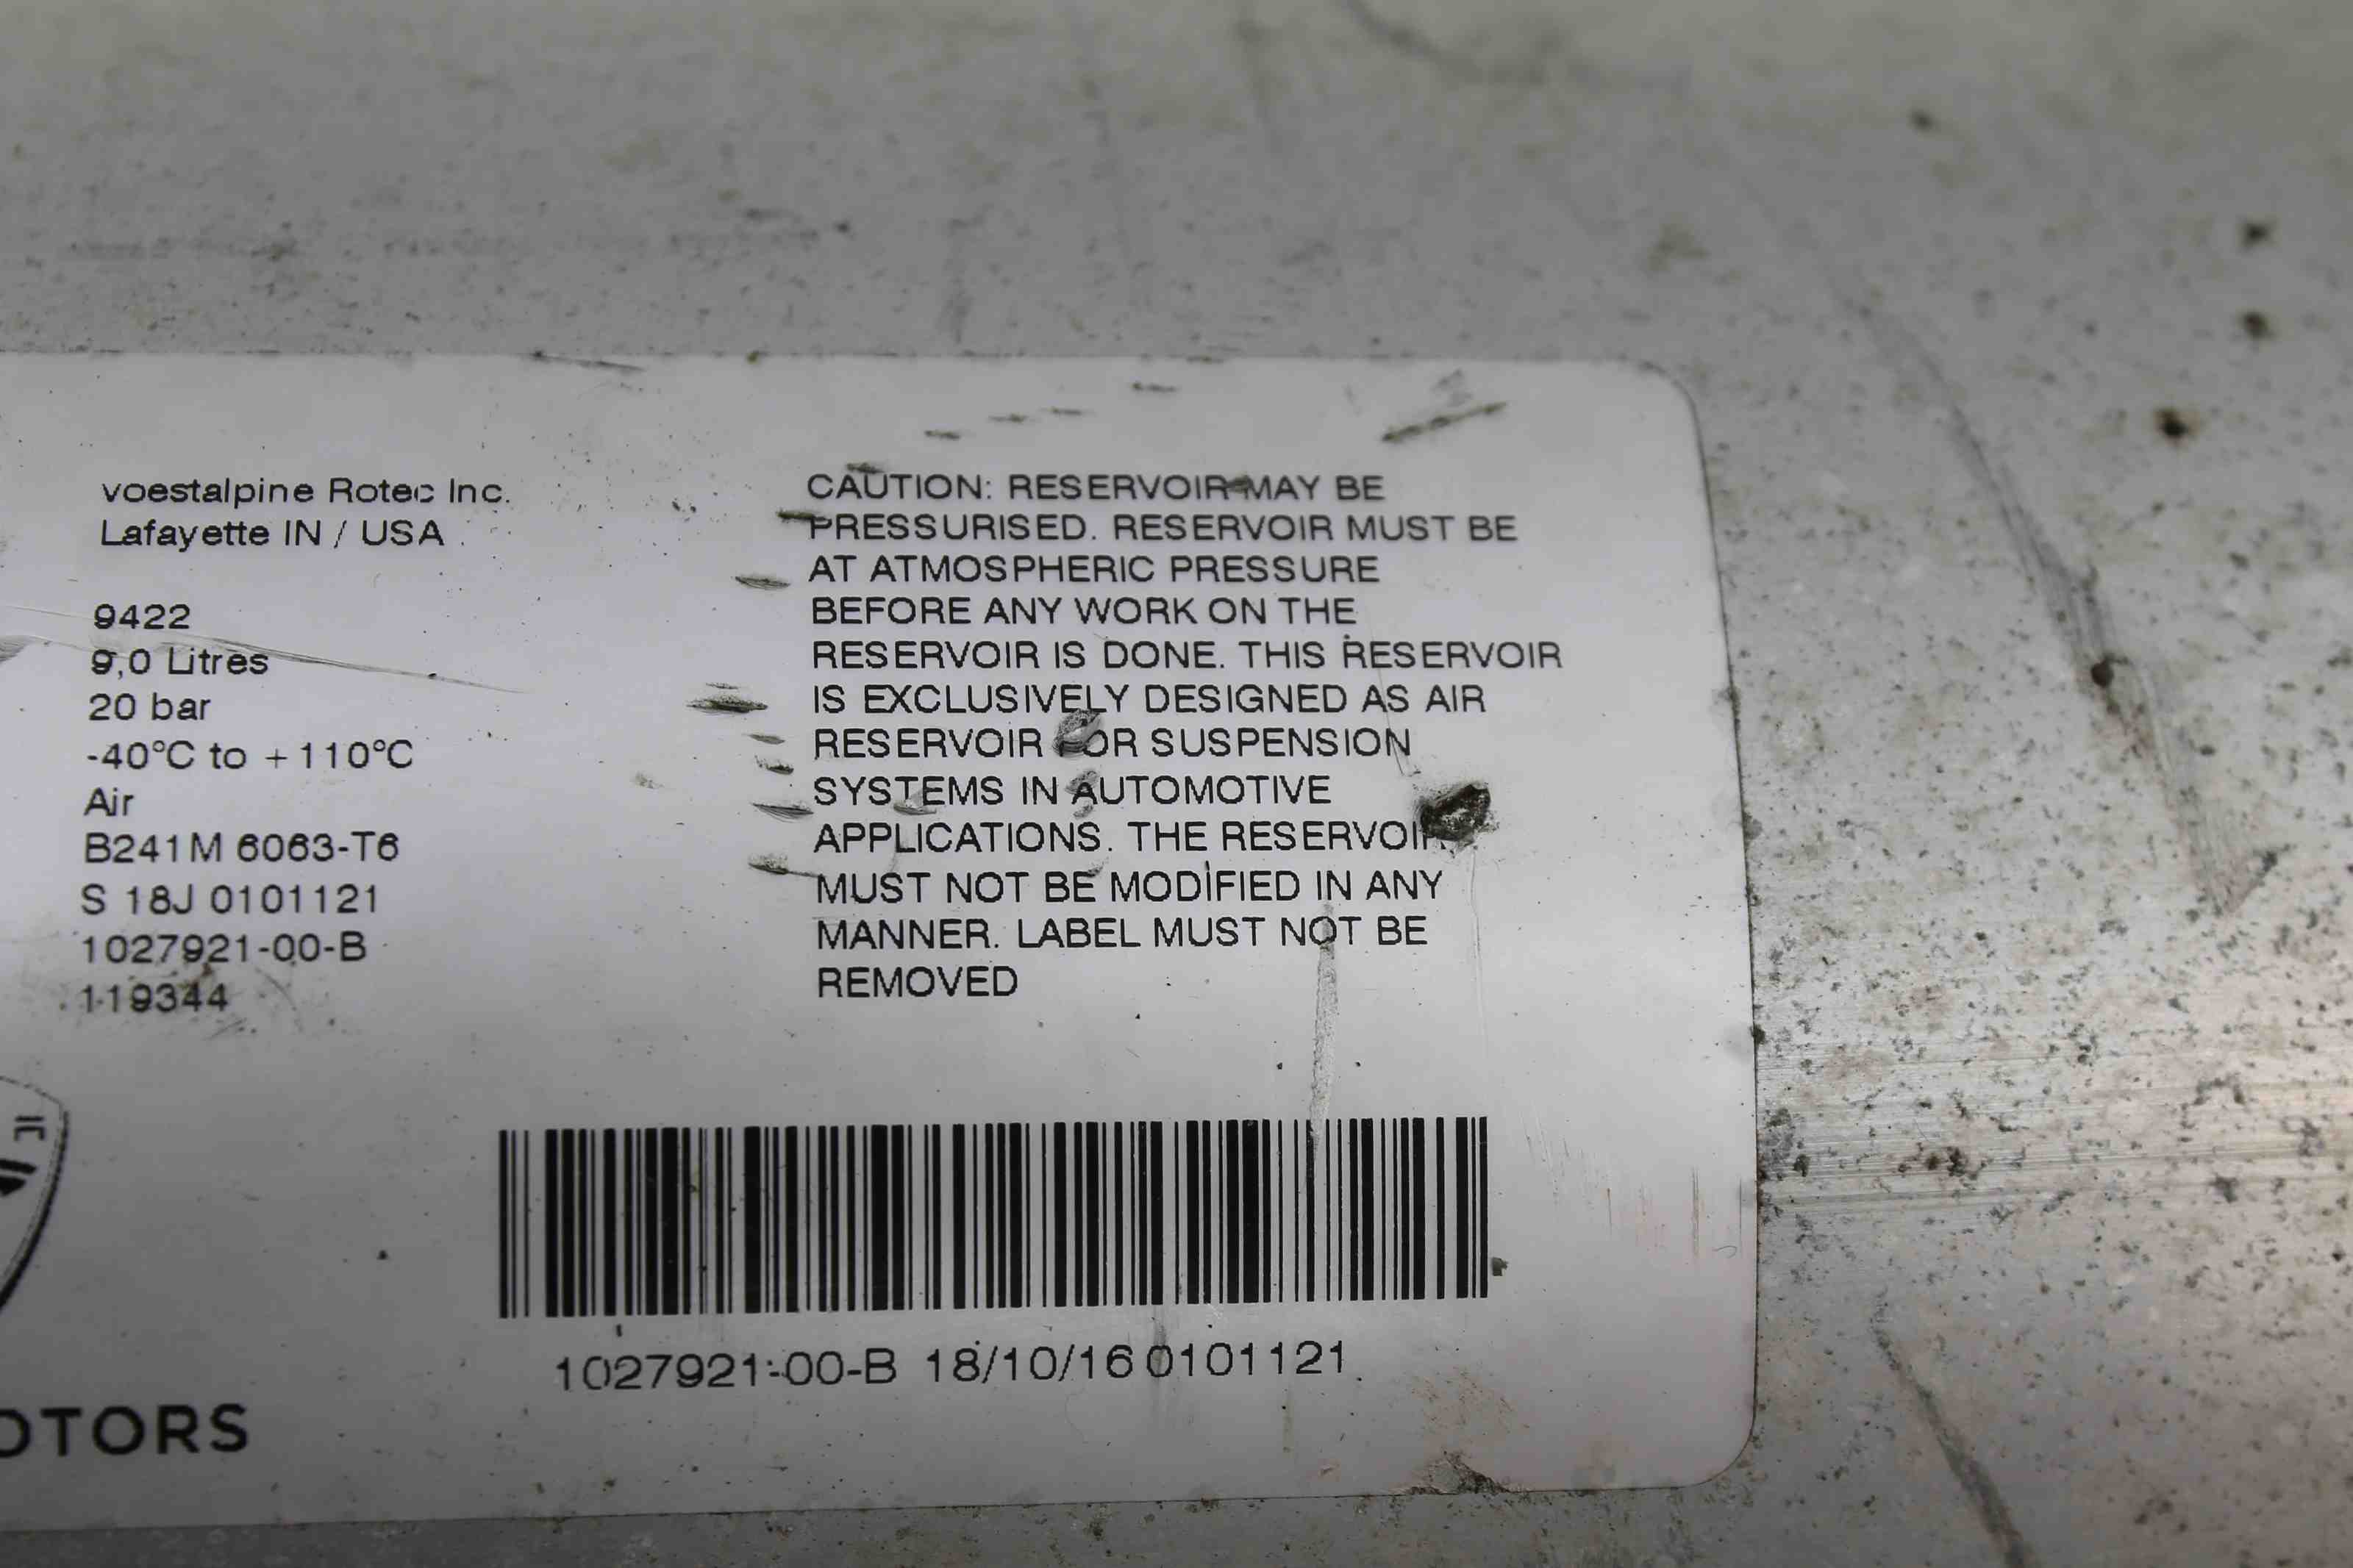 voestalpine Rotec Inc.
Lafayette IN / USA
9422
9,0 Litres
20 bar
-40°C to +110°C
Air
B241M 6063-T6
S 18J 0101121
1027921-00-B
119344
CAUTION: RESERVOIR MAY BE
PRESSURISED. RESERVOIR MUST BE
AT ATMOSPHERIC PRESSURE
BEFORE ANY WORK ON THE
RESERVOIR IS DONE. THIS RESERVOIR
IS EXCLUSIVELY DESIGNED AS AIR
RESERVOIR FOR SUSPENSION
SYSTEMS IN AUTOMOTIVE
APPLICATIONS. THE RESERVOIR
MUST NOT BE MODIFIED IN ANY
MANNER. LABEL MUST NOT BE
REMOVED
1027921-00-B 18/10/16 0101121
OTORS